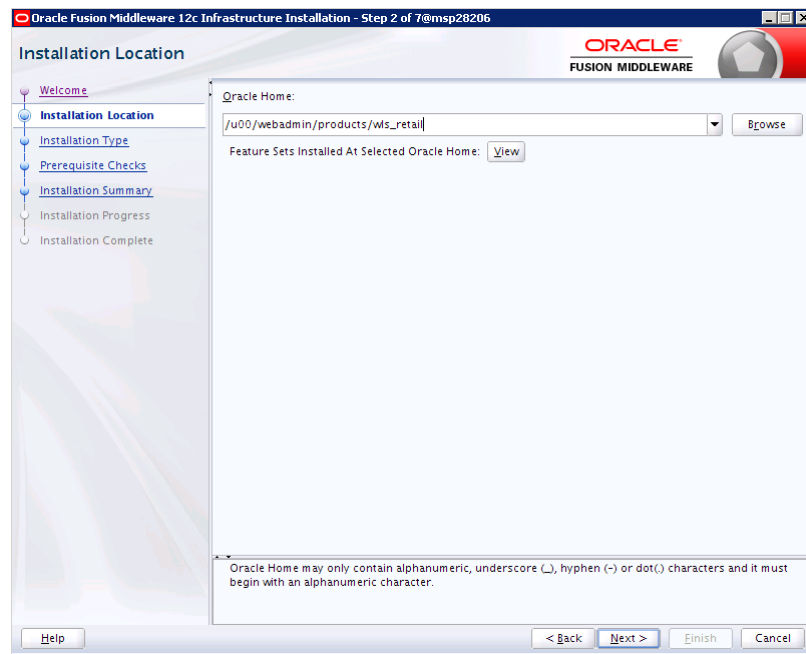 Oracle Fusion Middleware 12c Infrastructure Installation - Step 2 of 7@msp28206
Installation Location
ORACLE
FUSION MIDDLEWARE
Welcome
Installation Location
Installation Type
Prerequisite Checks
Installation Summary
Installation Progress
Installation Complete
Oracle Home:
/u00/webadmin/products/wls_retail
Browse
Feature Sets Installed At Selected Oracle Home: View
Oracle Home may only contain alphanumeric, underscore (_), hyphen (-) or dot(.) characters and it must
begin with an alphanumeric character.
Help
< Back Next > Finish Cancel